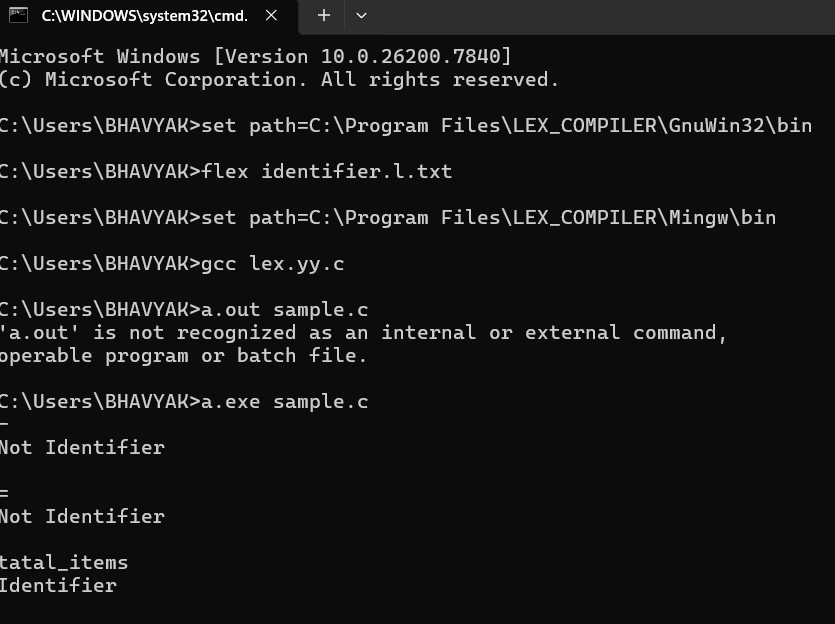 C:\WINDOWS\system32\cmd.
Microsoft Windows [Version 10.0.26200.7840]
(c) Microsoft Corporation. All rights reserved.
C:\Users\BHAVYAK>set path=C:\Program Files\LEX_COMPILER\GnuWin32\bin
C:\Users\BHAVYAK>flex identifier.l.txt
C:\Users\BHAVYAK>set path=C:\Program Files\LEX_COMPILER\Mingw\bin
C:\Users\BHAVYAK>gcc lex.yy.c
C:\Users\BHAVYAK>a.out sample.c
'a.out' is not recognized as an internal or external command,
operable program or batch file.
C:\Users\BHAVYAK>a.exe sample.c
-
Not Identifier
=
Not Identifier
tatal_items
Identifier